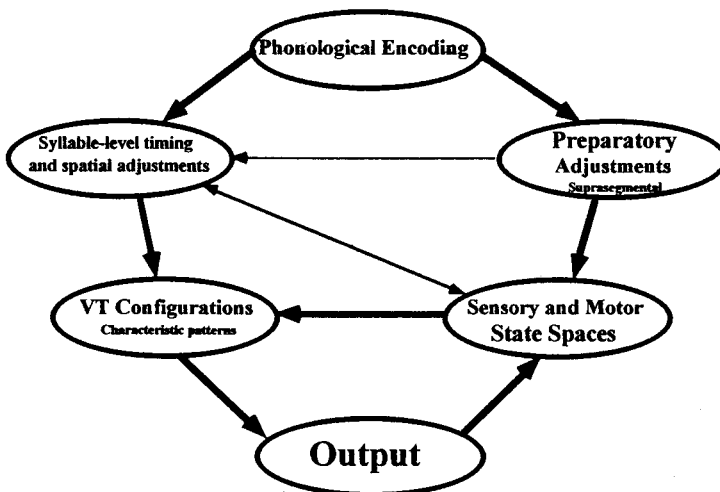 Phonological Encoding
Syllable-level timing
and spatial adjustments
Preparatory
Adjustments
Suprasegmental
VT Configurations
Characteristic patterns
Sensory and Motor
State Spaces
Output